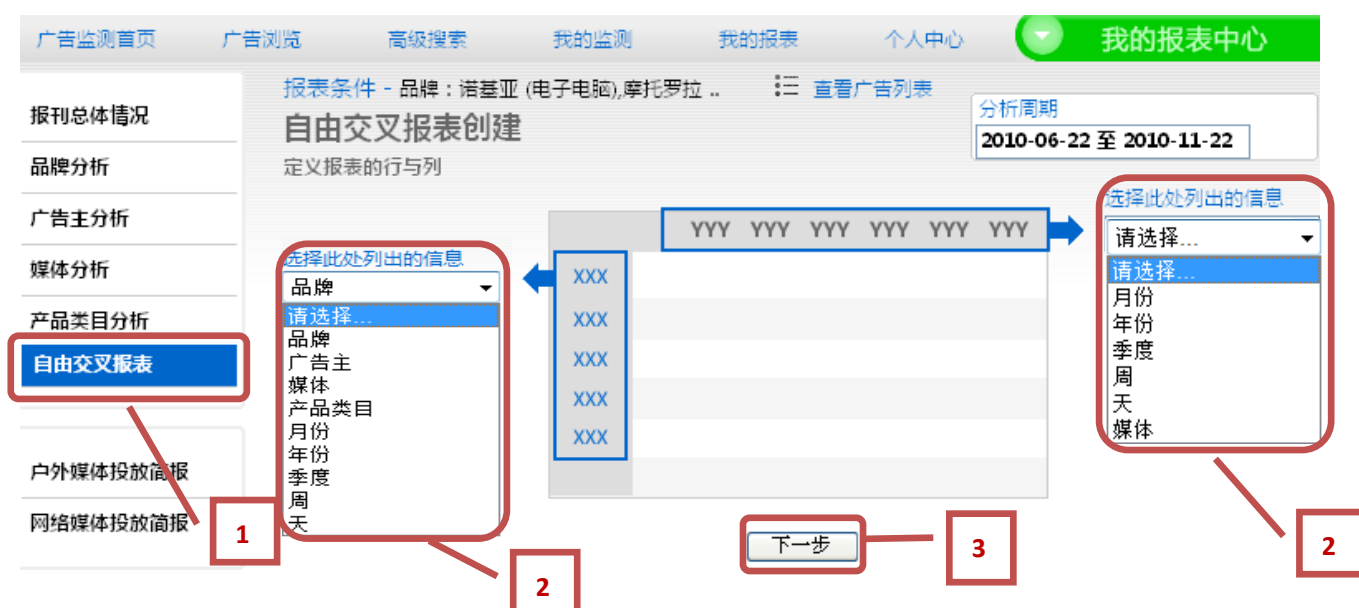 广告监测首页 广告浏览 高级搜索 我的监测 我的报表 个人中心 我的报表中心
报表条件 - 品牌：诺基亚 (电子电脑),摩托罗拉 .. 查看广告列表
自由交叉报表创建
定义报表的行与列
分析周期
2010-06-22 至 2010-11-22
报刊总体情况
品牌分析
广告主分析
媒体分析
产品类目分析
自由交叉报表
户外媒体投放简报
网络媒体投放简报
1
选择此处列出的信息
品牌
请选择...
品牌
广告主
媒体
产品类目
月份
年份
季度
周
天
2
YYY YYY YYY YYY YYY YYY
XXX
XXX
XXX
XXX
XXX
下一步
3
选择此处列出的信息
请选择...
请选择...
月份
年份
季度
周
天
媒体
2